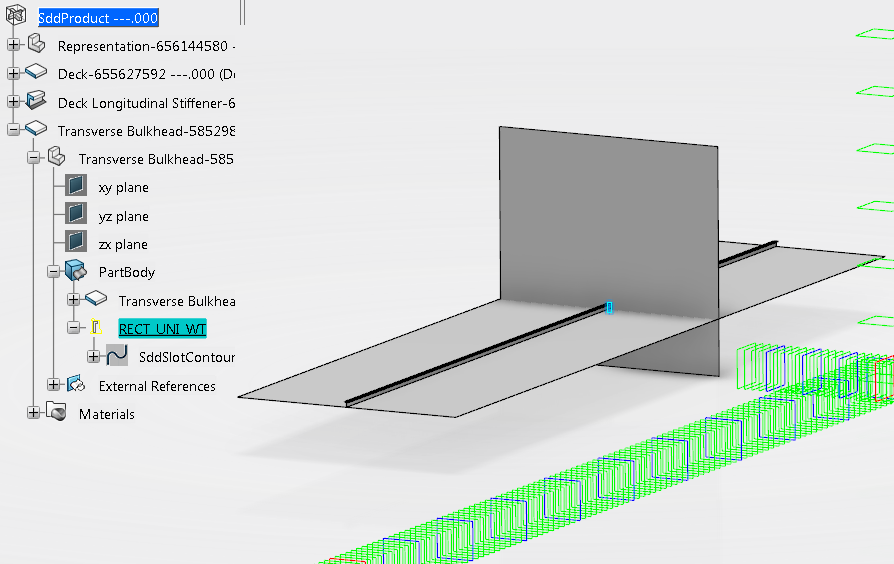 SddProduct ---.000
Representation-656144580 -
Deck-655627592 ---.000 (De
Deck Longitudinal Stiffener-6
Transverse Bulkhead-585298
Transverse Bulkhead-585
xy plane
yz plane
zx plane
PartBody
Transverse Bulkhea
RECT_UNI_WT
SddSlotContour
External References
Materials